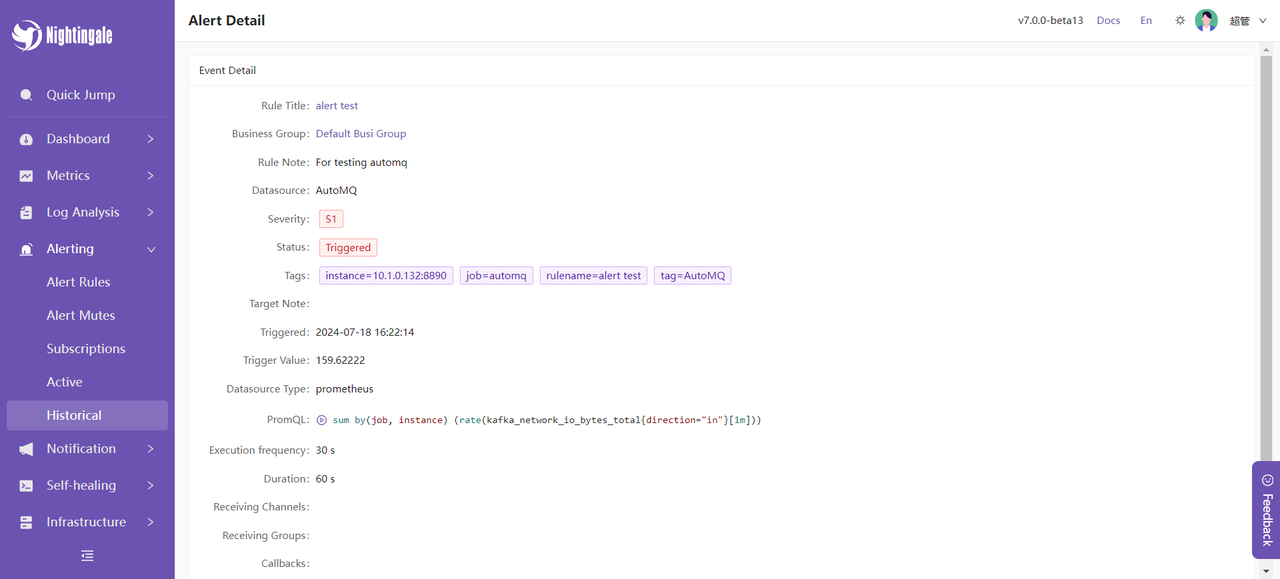 Nightingale
Quick Jump
Dashboard
Metrics
Log Analysis
Alerting
Alert Rules
Alert Mutes
Subscriptions
Active
Historical
Notification
Self-healing
Infrastructure
Alert Detail
v7.0.0-beta13 Docs En 超管
Event Detail
Rule Title: alert test
Business Group: Default Busi Group
Rule Note: For testing automq
Datasource: AutoMQ
Severity: S1
Status: Triggered
Tags: instance=10.1.0.132:8890 job=automq rulename=alert test tag=AutoMQ
Target Note:
Triggered: 2024-07-18 16:22:14
Trigger Value: 159.62222
Datasource Type: prometheus
PromQL: sum by(job, instance) (rate(kafka_network_io_bytes_total{direction="in"}[1m]))
Execution frequency: 30 s
Duration: 60 s
Receiving Channels:
Receiving Groups:
Callbacks:
Feedback